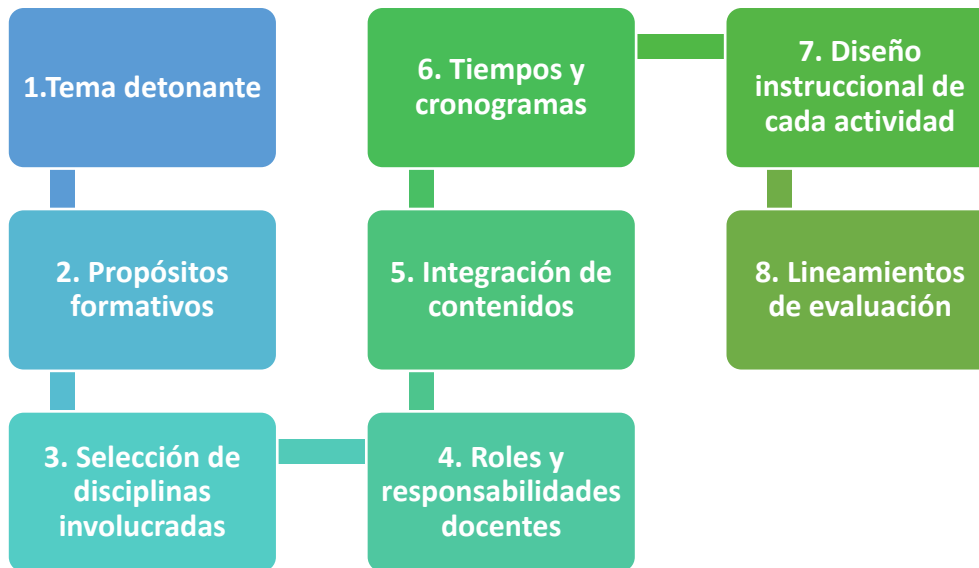 1.Tema detonante
2. Propósitos
formativos
3. Selección de
disciplinas
involucradas
4. Roles y
responsabilidades
docentes
5. Integración de
contenidos
6. Tiempos y
cronogramas
7. Diseño
instruccional de
cada actividad
8. Lineamientos
de evaluación